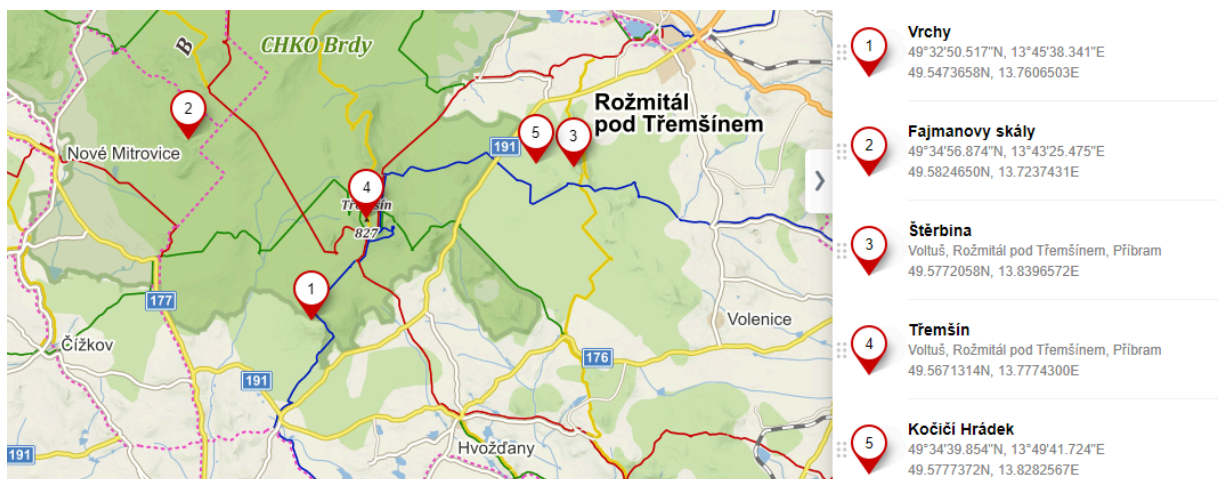 CHKO Brdy
B
Rožmitál
pod Třemšínem
2
5
3
191
Nové Mitrovice
4
Třemšín
827
1
177
Volenice
Čížkov
176
191
Hvožďany
191
1
Vrchy
49°32'50.517"N, 13°45'38.341"E
49.5473658N, 13.7606503E
2
Fajmanovy skály
49°34'56.874"N, 13°43'25.475"E
49.5824650N, 13.7237431E
3
Štěrbina
Voltuš, Rožmitál pod Třemšínem, Příbram
49.5772058N, 13.8396572E
4
Třemšín
Voltuš, Rožmitál pod Třemšínem, Příbram
49.5671314N, 13.7774300E
5
Kočičí Hrádek
49°34'39.854"N, 13°49'41.724"E
49.5777372N, 13.8282567E